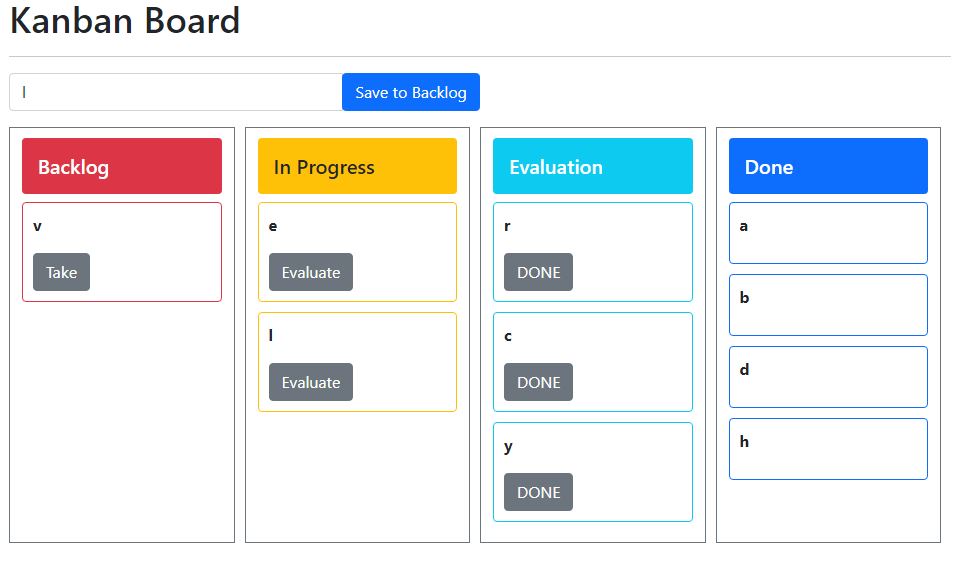 Kanban Board
l
Save to Backlog
Backlog
v
Take
In Progress
e
Evaluate
l
Evaluate
Evaluation
r
DONE
c
DONE
y
DONE
Done
a
b
d
h